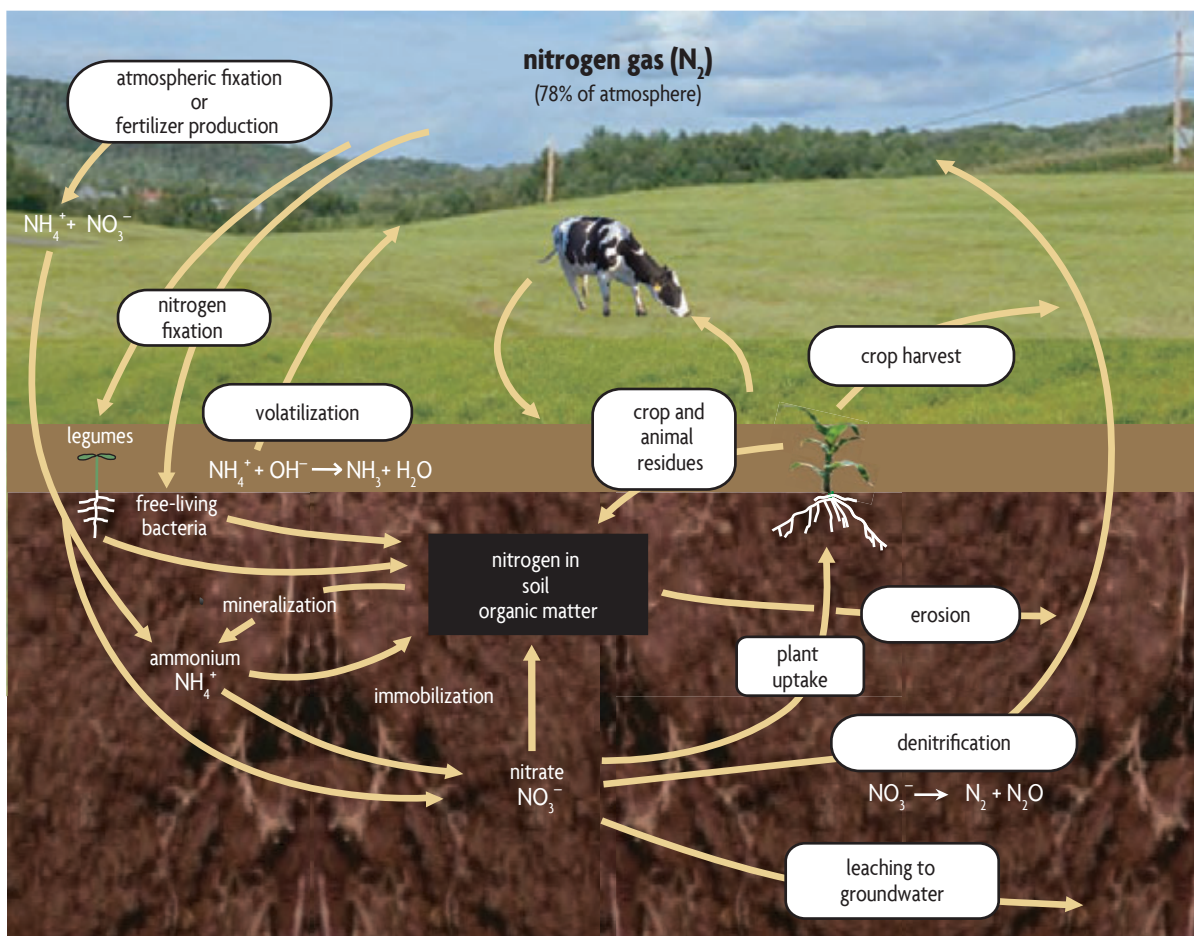 nitrogen gas (N₂)
(78% of atmosphere)
atmospheric fixation
or
fertilizer production
NH₄⁺ + NO₃⁻
nitrogen
fixation
volatilization
crop harvest
crop and
animal
residues
legumes
NH₄⁺ + OH⁻ → NH₃ + H₂O
free-living
bacteria
nitrogen in
soil
organic matter
mineralization
erosion
ammonium
NH₄⁺
plant
uptake
immobilization
denitrification
nitrate
NO₃⁻
NO₃⁻ → N₂ + N₂O
leaching to
groundwater